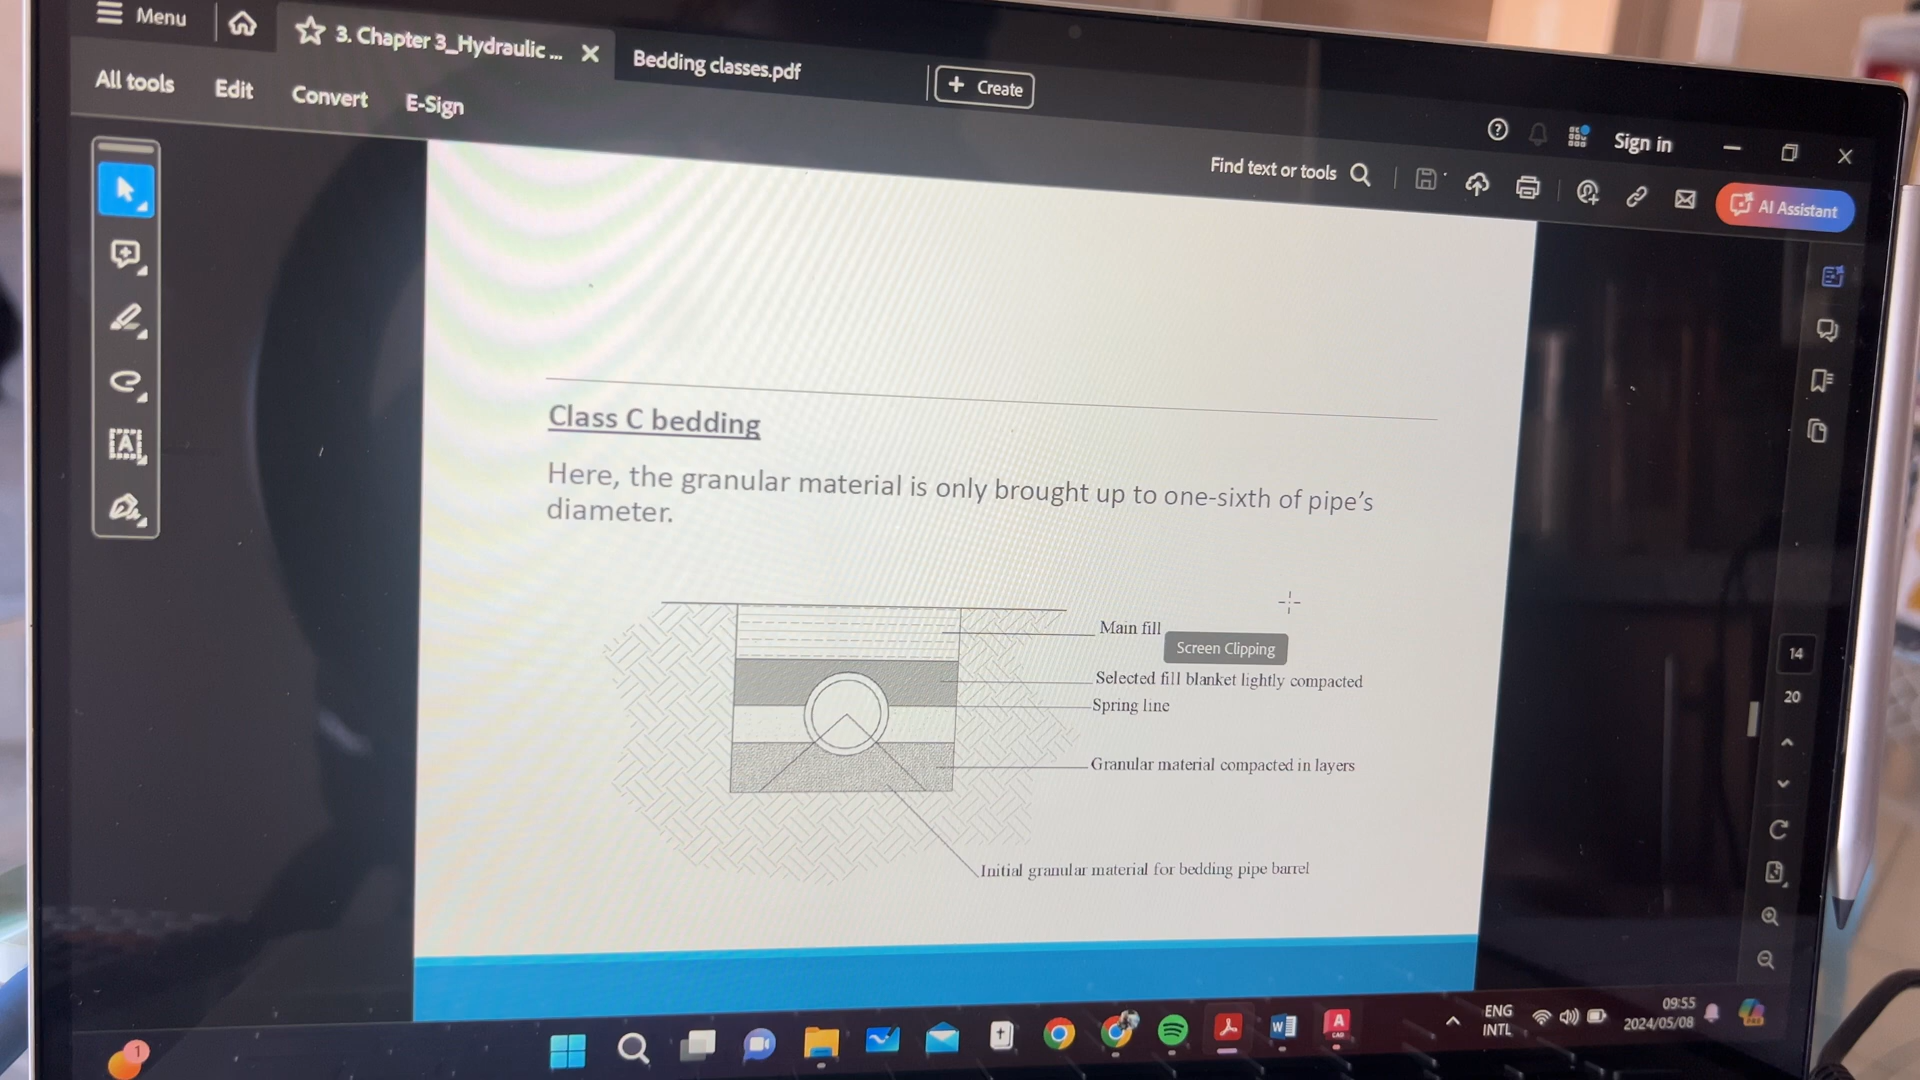 Menu
3. Chapter 3_Hydraulic ...
Bedding classes.pdf
Create
All tools
Edit
Convert
E-Sign
Sign in
Find text or tools
AI Assistant
Class C bedding
Here, the granular material is only brought up to one-sixth of pipe's
diameter.
Main fill
Screen Clipping
Selected fill blanket lightly compacted
Spring line
Granular material compacted in layers
Initial granular material for bedding pipe barrel
14
20
1
ENG
INTL
09:55
2024/05/08